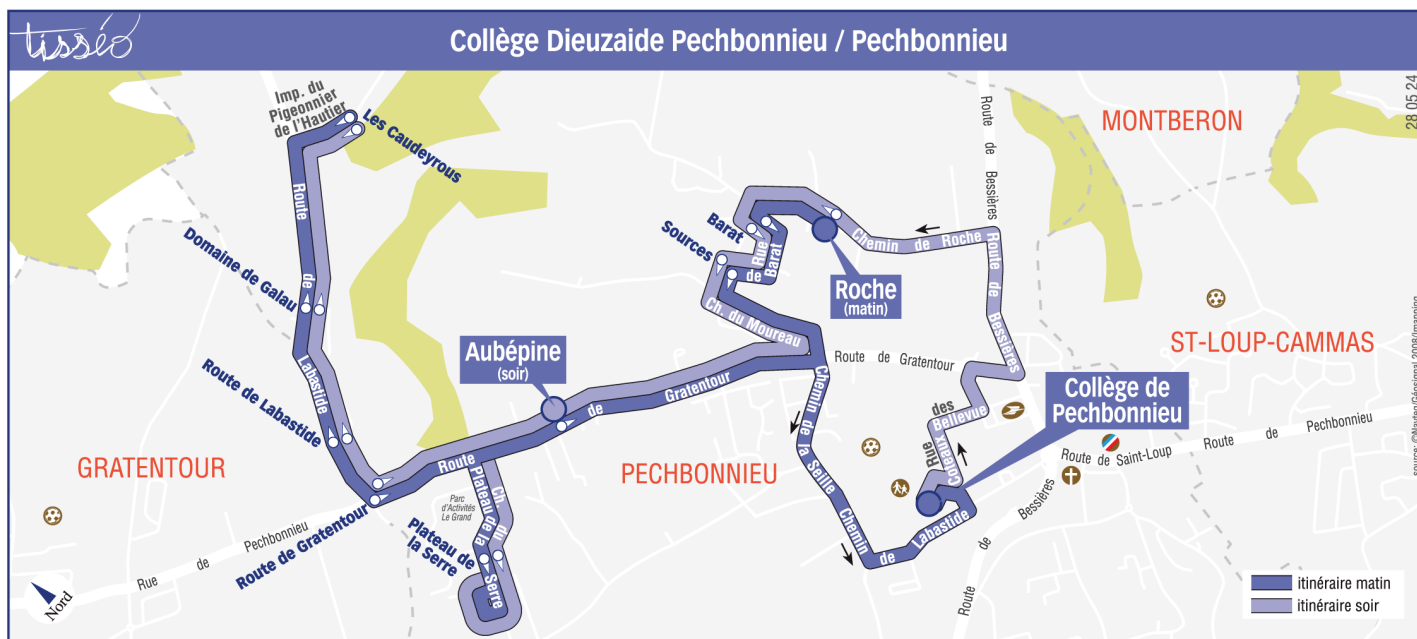 tisséo
Collège Dieuzaide Pechbonnieu / Pechbonnieu
28 05 24
Imp. du
Pigeonnier
de l'Hautier
Les Caudeyrous
Route
de
Labastide
Domaine de Galau
Route de Labastide
Route de Gratentour
GRATENTOUR
Rue de Pechbonnieu
Nord
Aubépine
(soir)
Route de Gratentour
Parc
d'Activités
Le Grand
Plateau de
la Serre
Ch. du
Plateau de la
Serre
PECHBONNIEU
Barat
Sources
Rue
de
Barat
Ch. du Moureau
Roche
(matin)
Chemin de Roche
Route de Bessières
Route de Bessières
MONTBERON
ST-LOUP-CAMMAS
Route de Gratentour
Chemin de
la Seille
Chemin
de
Labastide
Rue des
Coteaux
Bellevue
Collège de
Pechbonnieu
Route de Saint-Loup
Route de Pechbonnieu
Route de Bessières
itinéraire matin
itinéraire soir